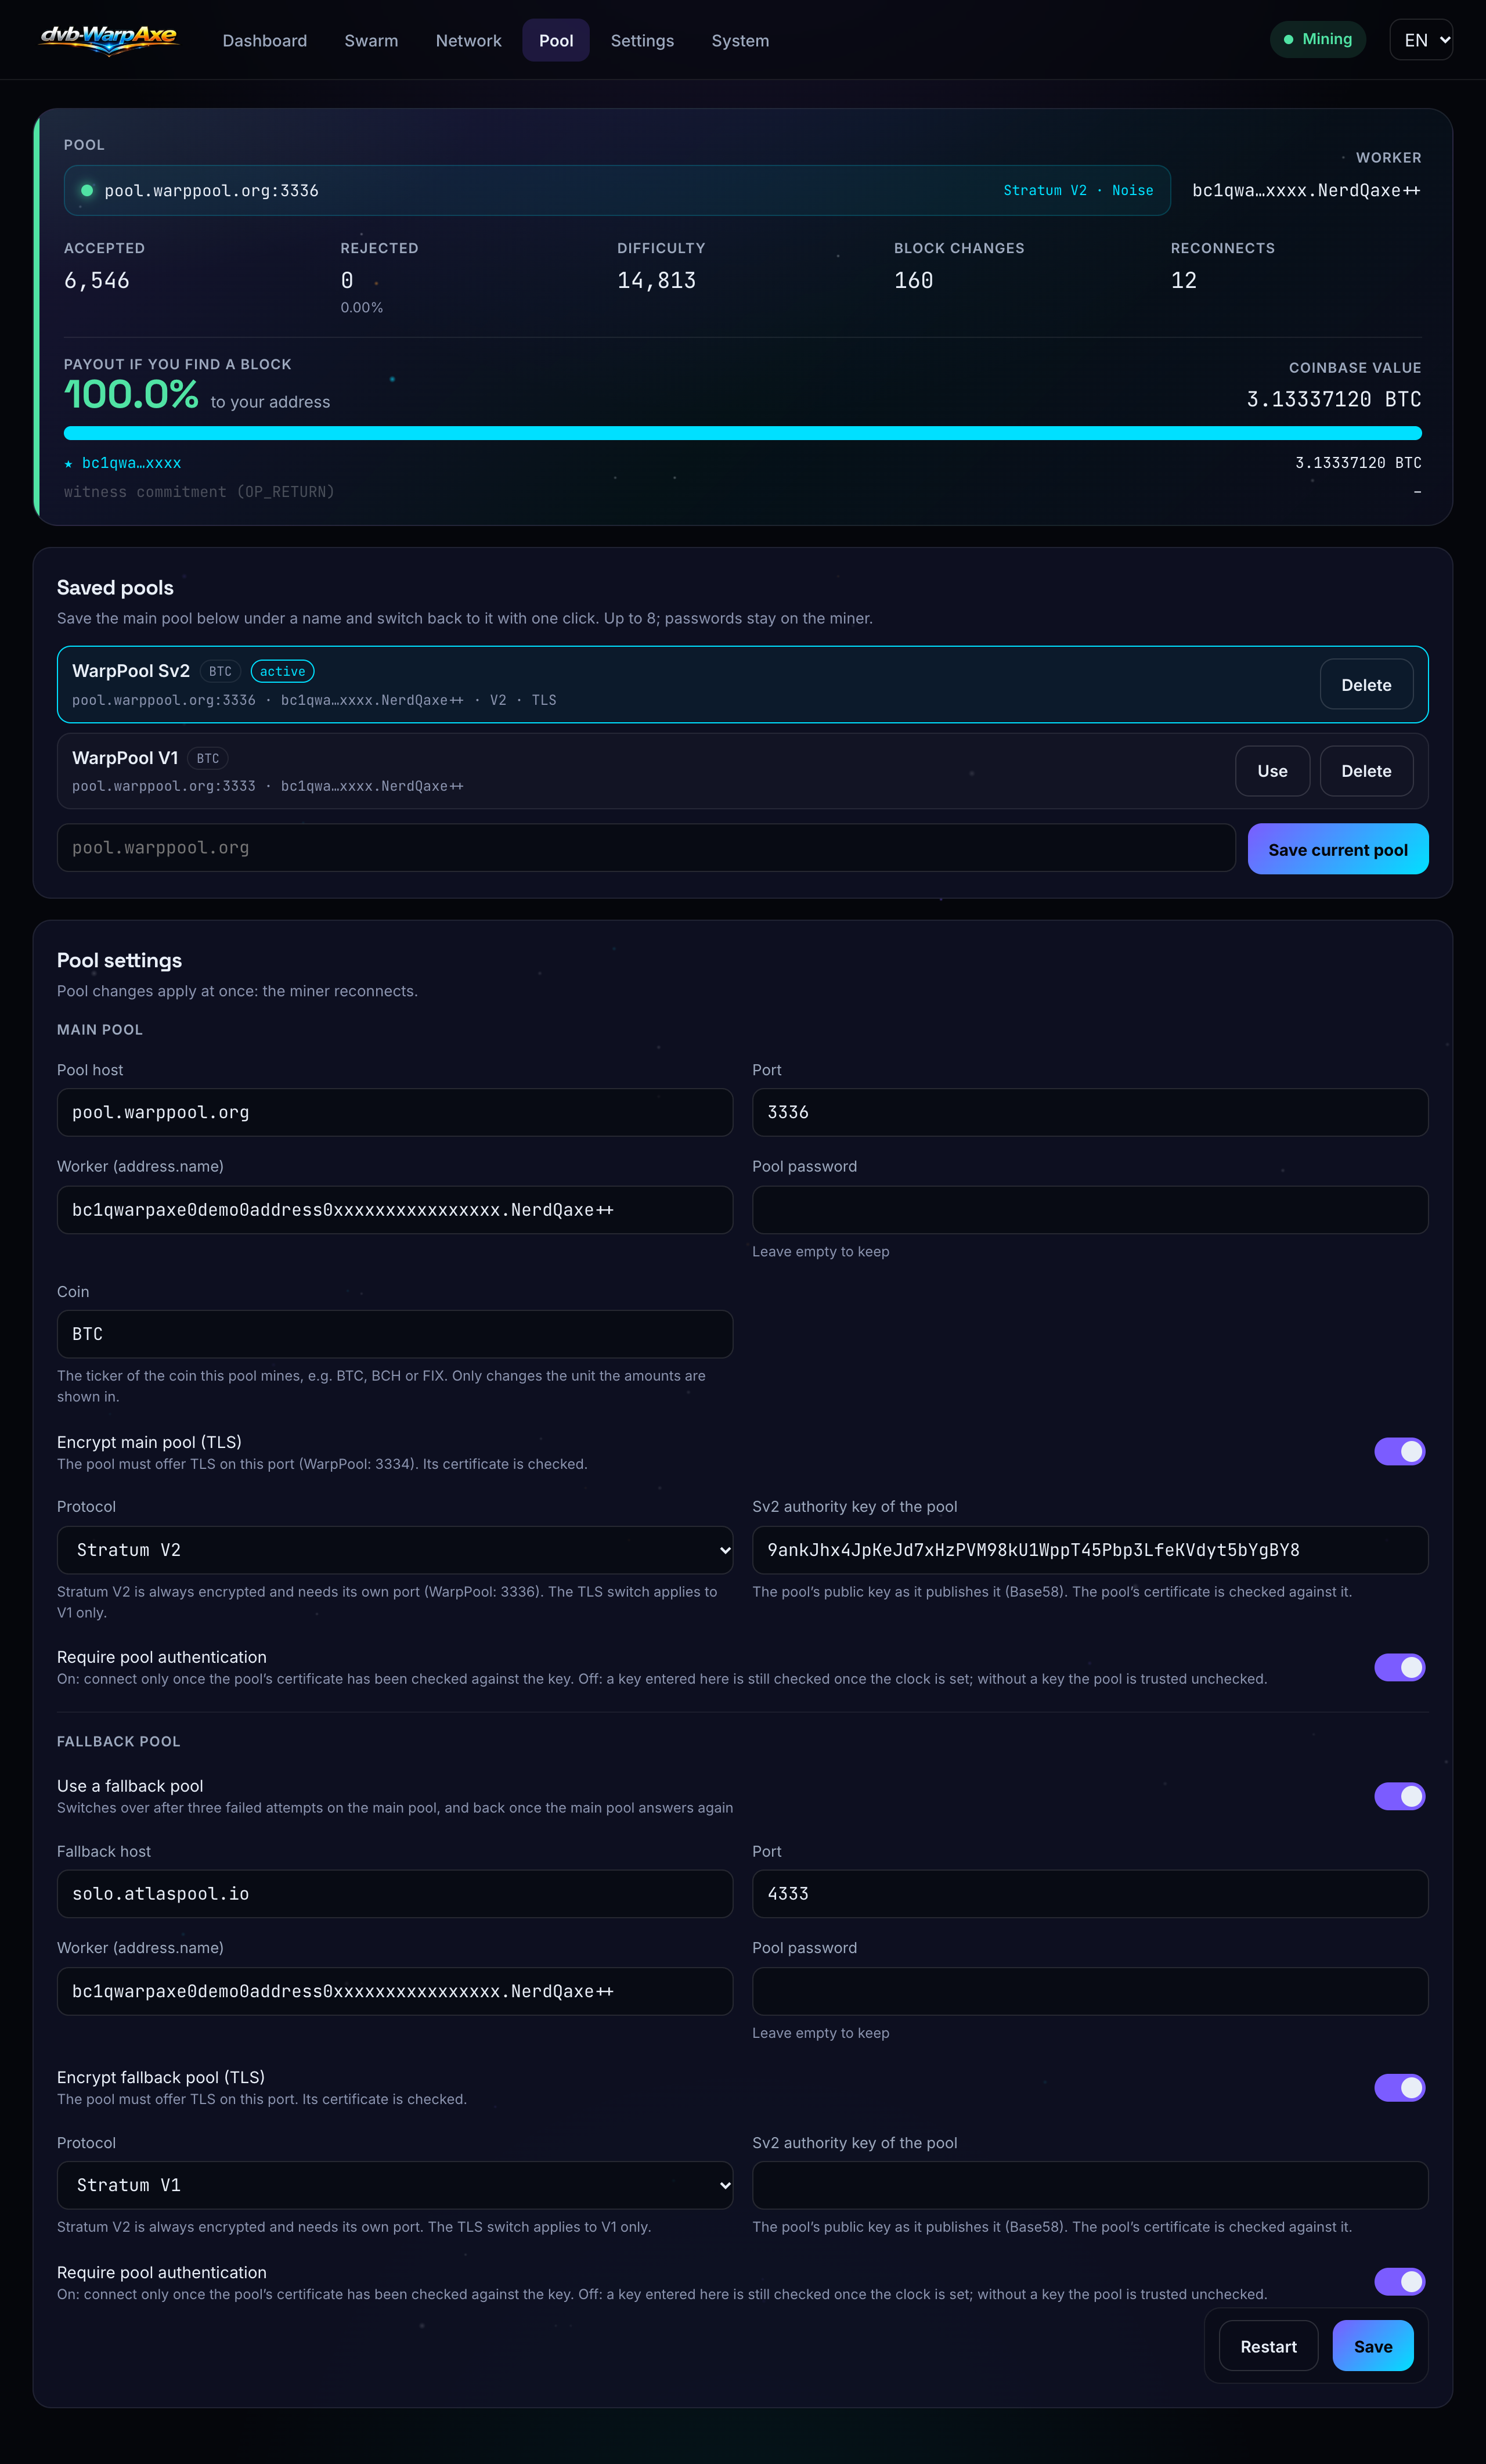 dvb-WarpAxe
Dashboard Swarm Network Pool Settings System
Mining
EN
POOL
WORKER
pool.warppool.org:3336
Stratum V2 · Noise
bc1qwa…xxxx.NerdQaxe++
ACCEPTED REJECTED DIFFICULTY BLOCK CHANGES RECONNECTS
6,546 0 14,813 160 12
0.00%
PAYOUT IF YOU FIND A BLOCK
COINBASE VALUE
100.0% to your address
3.13337120 BTC
★ bc1qwa…xxxx
3.13337120 BTC
witness commitment (OP_RETURN)
–
Saved pools
Save the main pool below under a name and switch back to it with one click. Up to 8; passwords stay on the miner.
WarpPool Sv2 BTC active
pool.warppool.org:3336 · bc1qwa…xxxx.NerdQaxe++ · V2 · TLS
Delete
WarpPool V1 BTC
pool.warppool.org:3333 · bc1qwa…xxxx.NerdQaxe++
Use Delete
pool.warppool.org
Save current pool
Pool settings
Pool changes apply at once: the miner reconnects.
MAIN POOL
Pool host
Port
pool.warppool.org
3336
Worker (address.name)
Pool password
bc1qwarpaxe0demo0address0xxxxxxxxxxxxxxxx.NerdQaxe++
Leave empty to keep
Coin
BTC
The ticker of the coin this pool mines, e.g. BTC, BCH or FIX. Only changes the unit the amounts are
shown in.
Encrypt main pool (TLS)
The pool must offer TLS on this port (WarpPool: 3334). Its certificate is checked.
Protocol
Sv2 authority key of the pool
Stratum V2
9ankJhx4JpKeJd7xHzPVM98kU1WppT45Pbp3LfeKVdyt5bYgBY8
Stratum V2 is always encrypted and needs its own port (WarpPool: 3336). The TLS switch applies to
V1 only.
The pool’s public key as it publishes it (Base58). The pool’s certificate is checked against it.
Require pool authentication
On: connect only once the pool’s certificate has been checked against the key. Off: a key entered here is still checked once the clock is set; without a key the pool is trusted unchecked.
FALLBACK POOL
Use a fallback pool
Switches over after three failed attempts on the main pool, and back once the main pool answers again
Fallback host
Port
solo.atlaspool.io
4333
Worker (address.name)
Pool password
bc1qwarpaxe0demo0address0xxxxxxxxxxxxxxxx.NerdQaxe++
Leave empty to keep
Encrypt fallback pool (TLS)
The pool must offer TLS on this port. Its certificate is checked.
Protocol
Sv2 authority key of the pool
Stratum V1
Stratum V2 is always encrypted and needs its own port. The TLS switch applies to V1 only.
The pool’s public key as it publishes it (Base58). The pool’s certificate is checked against it.
Require pool authentication
On: connect only once the pool’s certificate has been checked against the key. Off: a key entered here is still checked once the clock is set; without a key the pool is trusted unchecked.
Restart Save